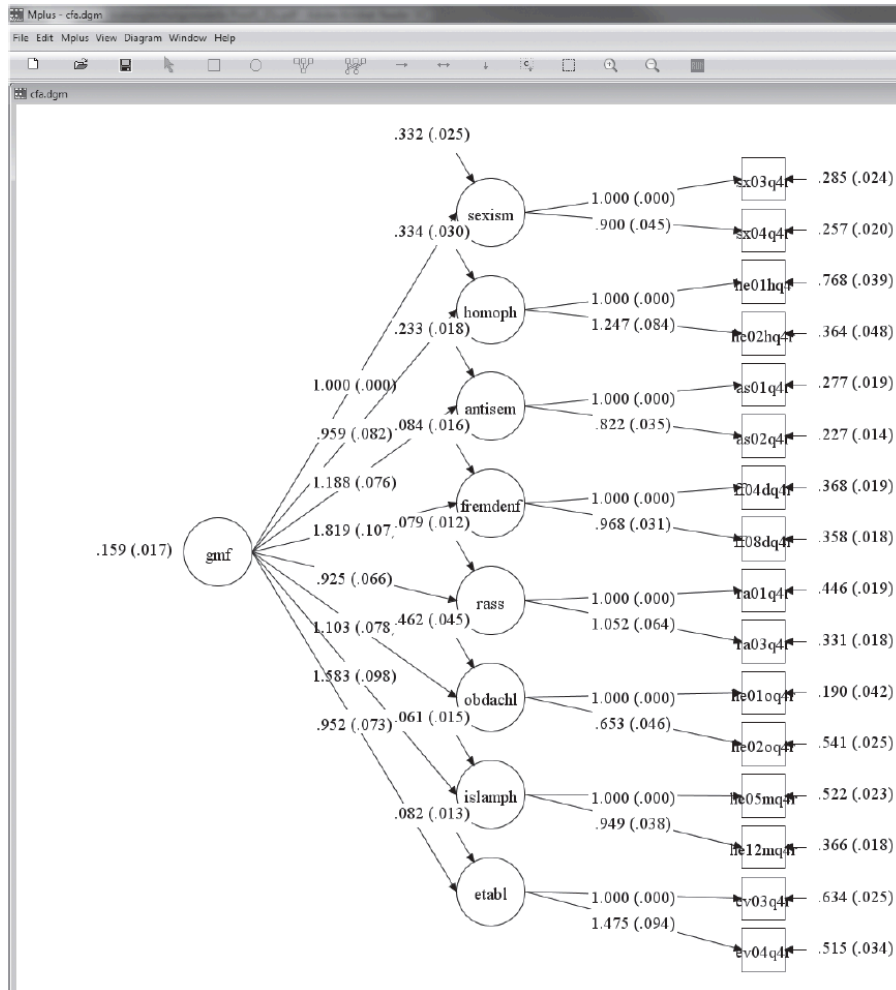 Mplus - cfa.dgm
File Edit Mplus View Diagram Window Help
cfa.dgm
.332 (.025)
sexism
1.000 (.000)
sx03q4r
.285 (.024)
.900 (.045)
sx04q4r
.257 (.020)
.334 (.030)
homoph
1.000 (.000)
he01hq4
.768 (.039)
1.247 (.084)
he02hq4r
.364 (.048)
.233 (.018)
antisem
1.000 (.000)
as01q4r
.277 (.019)
.822 (.035)
as02q4r
.227 (.014)
.084 (.016)
fremdenf
1.000 (.000)
ff04dq4r
.368 (.019)
.968 (.031)
ff08dq4r
.358 (.018)
.079 (.012)
rass
1.000 (.000)
ra01q4r
.446 (.019)
1.052 (.064)
ra03q4r
.331 (.018)
.462 (.045)
obdachl
1.000 (.000)
he01oq4r
.190 (.042)
.653 (.046)
he02oq4r
.541 (.025)
.061 (.015)
islamph
1.000 (.000)
he05mq4r
.522 (.023)
.949 (.038)
he12mq4r
.366 (.018)
.082 (.013)
etabl
1.000 (.000)
ev03q4r
.634 (.025)
1.475 (.094)
ev04q4r
.515 (.034)
.159 (.017)
gmf
1.000 (.000)
.959 (.082)
1.188 (.076)
1.819 (.107)
.925 (.066)
1.103 (.078)
1.583 (.098)
.952 (.073)